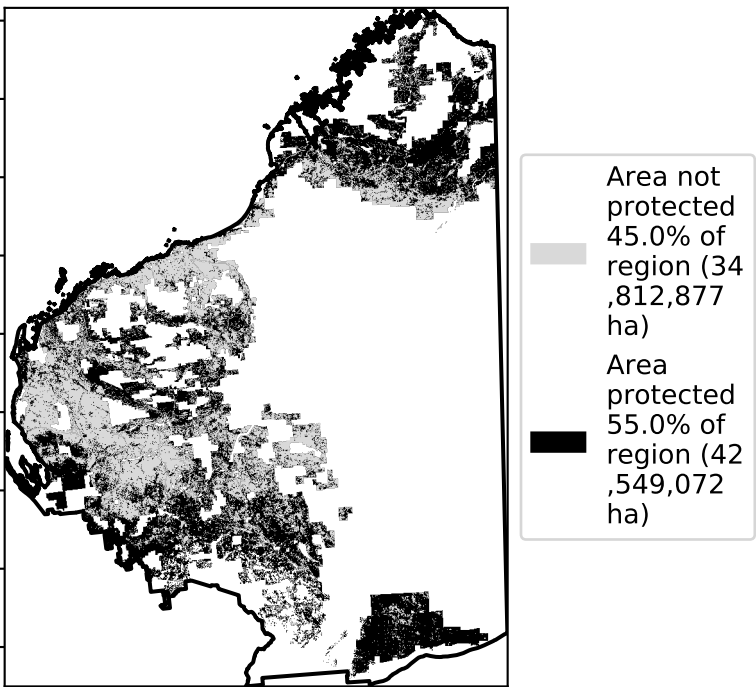 Area not
protected
45.0% of
region (34
,812,877
ha)
Area
protected
55.0% of
region (42
,549,072
ha)